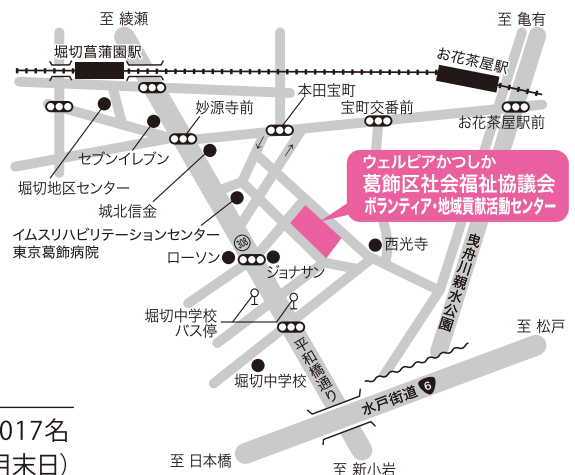 至 綾瀬
至 亀有
堀切菖蒲園駅
お花茶屋駅
本田宝町
妙源寺前
宝町交番前
お花茶屋駅前
セブンイレブン
堀切地区センター
城北信金
ウェルピアかつしか
葛飾区社会福祉協議会
ボランティア・地域貢献活動センター
イムスリハビリテーションセンター
東京葛飾病院
308
西光寺
ローソン
ジョナサン
曳舟川親水公園
堀切中学校
バス停
至 松戸
平和橋通り
堀切中学校
水戸街道 6
017名
月末日）
至 日本橋
至 新小岩